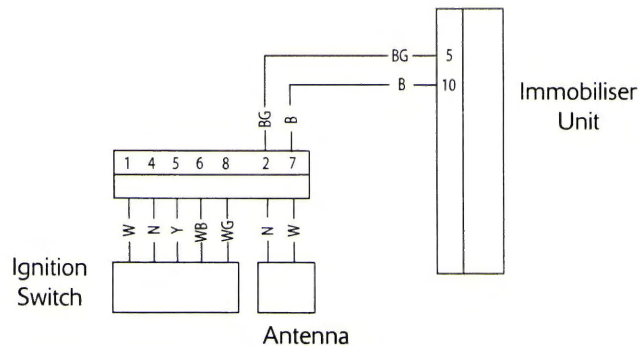 BG 5
B 10
Immobiliser
Unit
BG B
1 4 5 6 8 2 7
W N Y WB WG N W
Ignition
Switch
Antenna